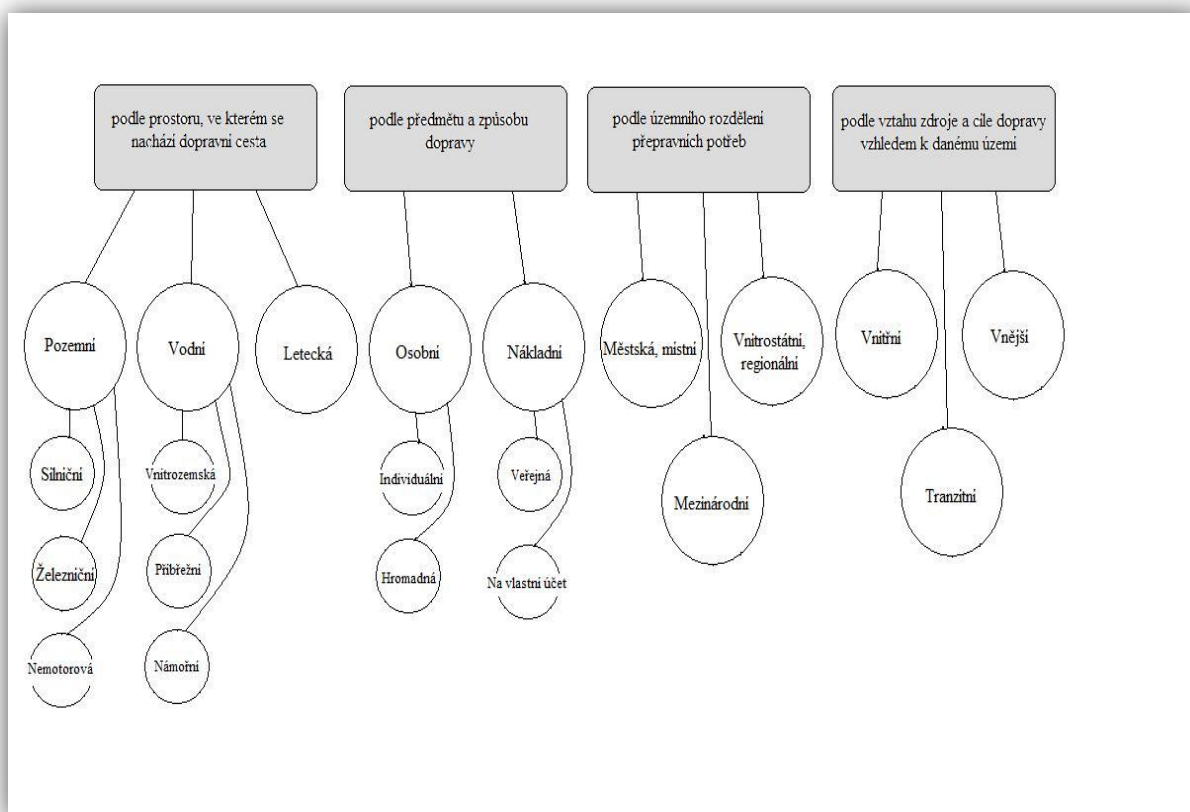 podle prostoru, ve kterém se
nachází dopravní cesta
podle předmětu a způsobu
dopravy
podle územního rozdělení
přepravních potřeb
podle vztahu zdroje a cíle dopravy
vzhledem k danému území
Pozemní
Vodní
Letecká
Osobní
Nákladní
Městská, místní
Vnitrostátní,
regionální
Vnitřní
Vnější
Silniční
Vnitrozemská
Individuální
Veřejná
Mezinárodní
Tranzitní
Železniční
Příbřežní
Hromadná
Na vlastní účet
Nemotorová
Námořní